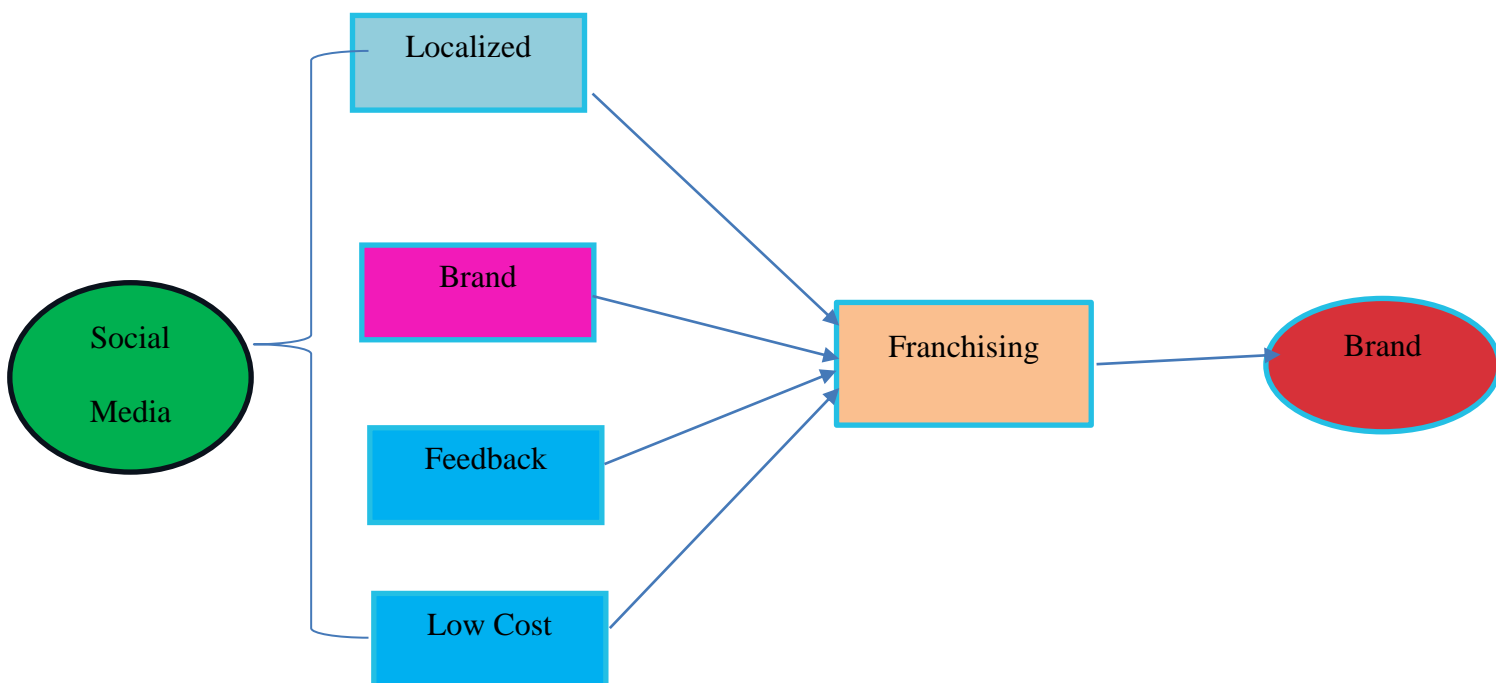 Localized
Brand
Social
Media
Feedback
Low Cost
Franchising
Brand